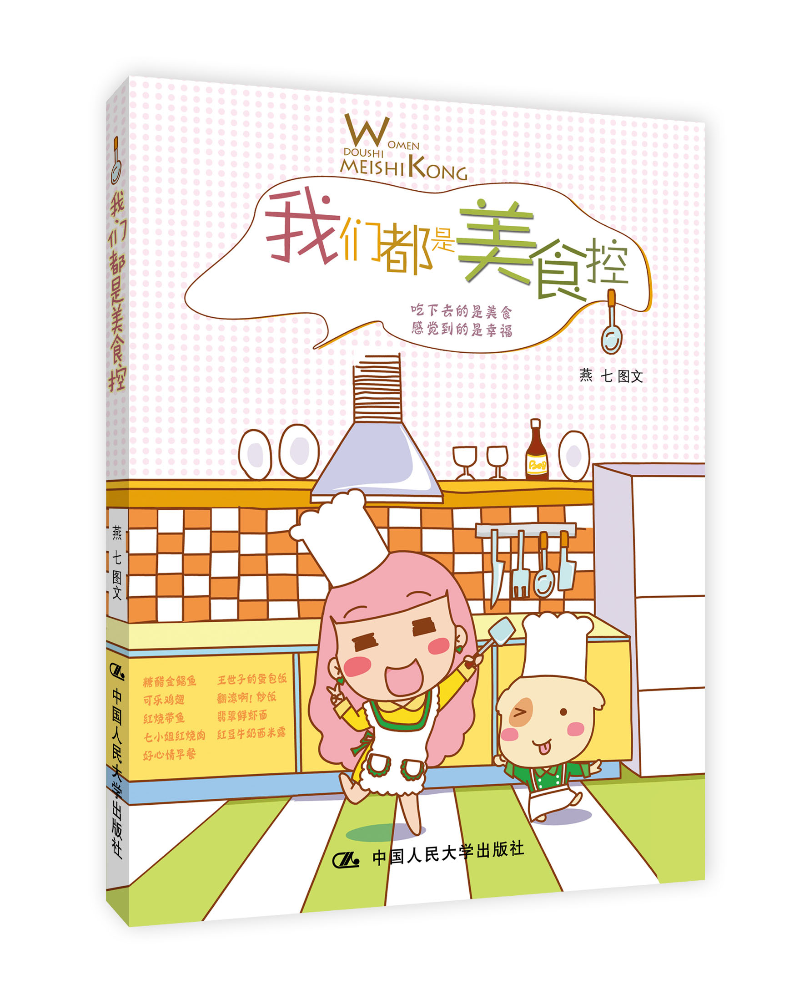 WOMEN
DOUSHI
MEISHIKONG
我们都是美食控
吃下去的是美食
感觉到的是幸福
燕 七 图文
糖醋金鲳鱼
可乐鸡翅
红烧带鱼
七小姐红烧肉
好心情早餐
王世子的蛋包饭
翻滚啊！炒饭
翡翠鲜虾面
红豆牛奶西米露
中国人民大学出版社
我们都是美食控
燕 七 图文
中国人民大学出版社